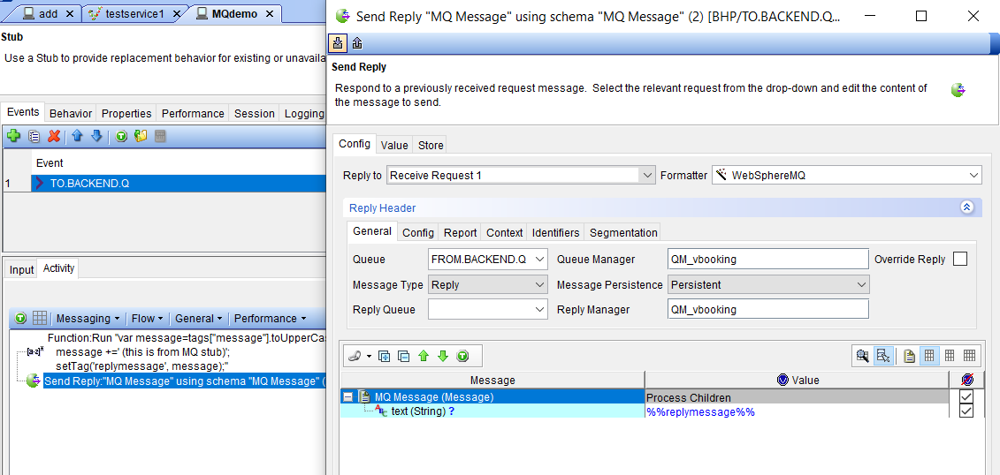 add
testservice1
MQdemo
Stub
Use a Stub to provide replacement behavior for existing or unavaila
Events
Behavior
Properties
Performance
Session
Logging
Event
1
TO.BACKEND.Q
Input
Activity
Messaging
Flow
General
Performance
Function:Run "var message=tags["message"].toUpperCas
message +=' (this is from MQ stub)';
setTag('replymessage', message);"
Send Reply:"MQ Message" using schema "MQ Message" (
Send Reply "MQ Message" using schema "MQ Message" (2) [BHP/TO.BACKEND.Q...
Send Reply
Respond to a previously received request message. Select the relevant request from the drop-down and edit the content of
the message to send.
Config
Value
Store
Reply to
Receive Request 1
Formatter
WebSphereMQ
Reply Header
General
Config
Report
Context
Identifiers
Segmentation
Queue
FROM.BACKEND.Q
Queue Manager
QM_vbooking
Override Reply
Message Type
Reply
Message Persistence
Persistent
Reply Queue
Reply Manager
QM_vbooking
Message
Value
MQ Message (Message)
Process Children
text (String) ?
%%replymessage%%